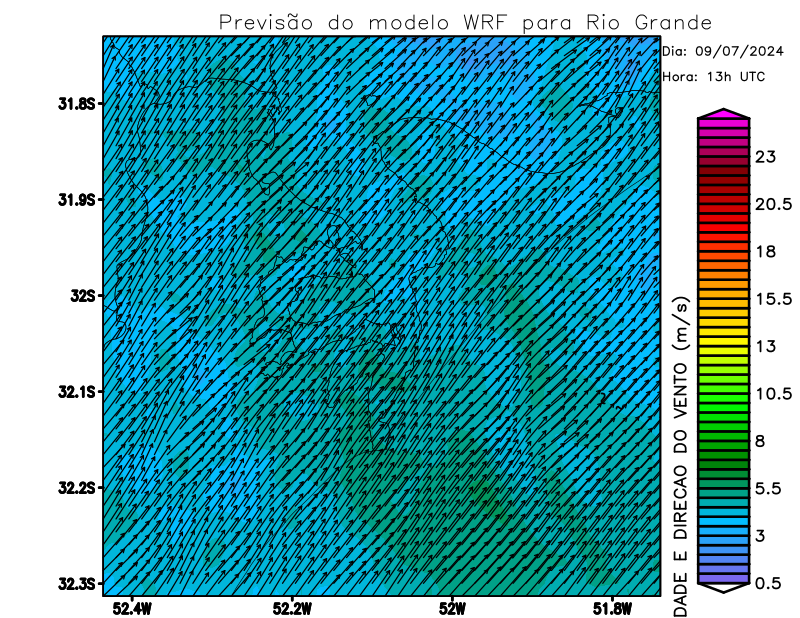 Previsão do modelo WRF para Rio Grande
Dia: 09/07/2024
Hora: 13h UTC
31.8S
31.9S
32S
32.1S
32.2S
32.3S
52.4W
52.2W
52W
51.8W
DADE E DIRECAO DO VENTO (m/s)
23
20.5
18
15.5
13
10.5
8
5.5
3
0.5